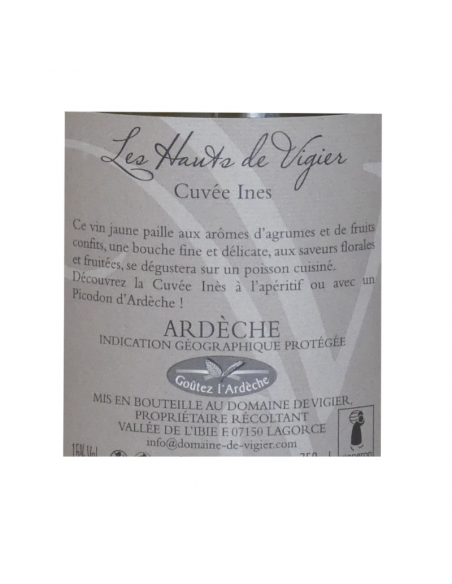 Les Hauts de Vigier
Cuvée Ines
Ce vin jaune paille aux arômes d'agrumes et de fruits
confits, une bouche fine et délicate, aux saveurs florales
et fruitées, se dégustera sur un poisson cuisiné.
Découvrez la Cuvée Inès à l'apéritif ou avec un
Picodon d'Ardèche !
ARDÈCHE
INDICATION GÉOGRAPHIQUE PROTÉGÉE
Goûtez l'Ardèche
MIS EN BOUTEILLE AU DOMAINE DE VIGIER,
PROPRIÉTAIRE RÉCOLTANT
VALLÉE DE L'IBIE F 07150 LAGORCE
info@domaine-de-vigier.com